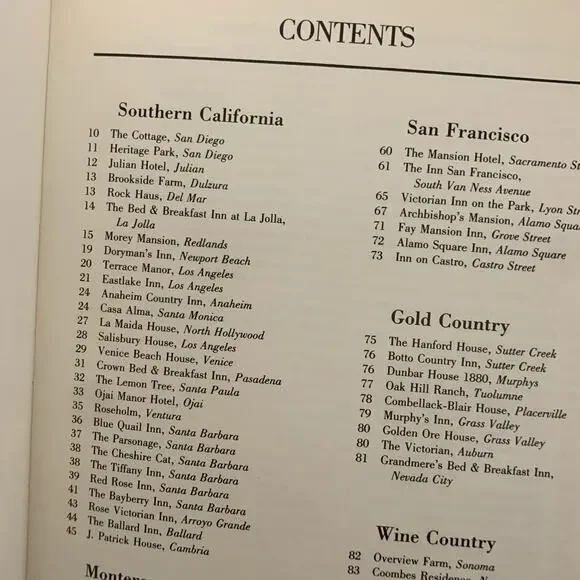 CONTENTS
Southern California
10 The Cottage, San Diego
11 Heritage Park, San Diego
12 Julian Hotel, Julian
13 Brookside Farm, Dulzura
13 Rock Haus, Del Mar
14 The Bed & Breakfast Inn at La Jolla,
La Jolla
15 Morey Mansion, Redlands
19 Doryman's Inn, Newport Beach
20 Terrace Manor, Los Angeles
21 Eastlake Inn, Los Angeles
24 Anaheim Country Inn, Anaheim
24 Casa Alma, Santa Monica
27 La Maida House, North Hollywood
28 Salisbury House, Los Angeles
29 Venice Beach House, Venice
31 Crown Bed & Breakfast Inn, Pasadena
32 The Lemon Tree, Santa Paula
33 Ojai Manor Hotel, Ojai
35 Roseholm, Ventura
36 Blue Quail Inn, Santa Barbara
37 The Parsonage, Santa Barbara
38 The Cheshire Cat, Santa Barbara
38 The Tiffany Inn, Santa Barbara
39 Red Rose Inn, Santa Barbara
41 The Bayberry Inn, Santa Barbara
43 Rose Victorian Inn, Arroyo Grande
44 The Ballard Inn, Ballard
45 J. Patrick House, Cambria
San Francisco
60 The Mansion Hotel, Sacramento
61 The Inn San Francisco,
South Van Ness Avenue
65 Victorian Inn on the Park, Lyon
67 Archbishop's Mansion, Alamo
71 Fay Mansion Inn, Grove Street
72 Alamo Square Inn, Alamo Square
73 Inn on Castro, Castro Street
Gold Country
75 The Hanford House, Sutter Creek
76 Botto Country Inn, Sutter Creek
76 Dunbar House 1880, Murphys
77 Oak Hill Ranch, Tuolumne
78 Combellack-Blair House, Placerville
79 Murphy's Inn, Grass Valley
80 Golden Ore House, Grass Valley
80 The Victorian, Auburn
81 Grandmere's Bed & Breakfast Inn,
Nevada City
Wine Country
82 Overview Farm, Sonoma
83 Coombes Residence,